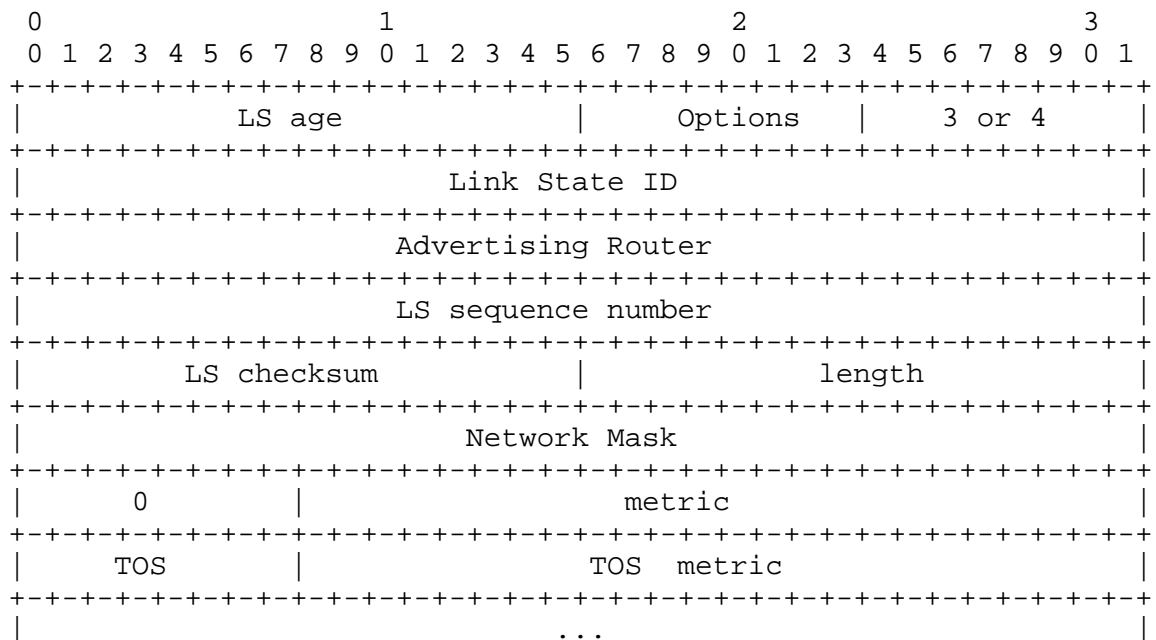 0                   1                   2                   3
 0 1 2 3 4 5 6 7 8 9 0 1 2 3 4 5 6 7 8 9 0 1 2 3 4 5 6 7 8 9 0 1
+-+-+-+-+-+-+-+-+-+-+-+-+-+-+-+-+-+-+-+-+-+-+-+-+-+-+-+-+-+-+-+-+
|            LS age             |     Options   |    3 or 4     |
+-+-+-+-+-+-+-+-+-+-+-+-+-+-+-+-+-+-+-+-+-+-+-+-+-+-+-+-+-+-+-+-+
|                        Link State ID                          |
+-+-+-+-+-+-+-+-+-+-+-+-+-+-+-+-+-+-+-+-+-+-+-+-+-+-+-+-+-+-+-+-+
|                     Advertising Router                        |
+-+-+-+-+-+-+-+-+-+-+-+-+-+-+-+-+-+-+-+-+-+-+-+-+-+-+-+-+-+-+-+-+
|                     LS sequence number                        |
+-+-+-+-+-+-+-+-+-+-+-+-+-+-+-+-+-+-+-+-+-+-+-+-+-+-+-+-+-+-+-+-+
|         LS checksum           |             length            |
+-+-+-+-+-+-+-+-+-+-+-+-+-+-+-+-+-+-+-+-+-+-+-+-+-+-+-+-+-+-+-+-+
|                         Network Mask                          |
+-+-+-+-+-+-+-+-+-+-+-+-+-+-+-+-+-+-+-+-+-+-+-+-+-+-+-+-+-+-+-+-+
|      0        |                  metric                       |
+-+-+-+-+-+-+-+-+-+-+-+-+-+-+-+-+-+-+-+-+-+-+-+-+-+-+-+-+-+-+-+-+
|     TOS       |                TOS  metric                    |
+-+-+-+-+-+-+-+-+-+-+-+-+-+-+-+-+-+-+-+-+-+-+-+-+-+-+-+-+-+-+-+-+
|                              ...                              |